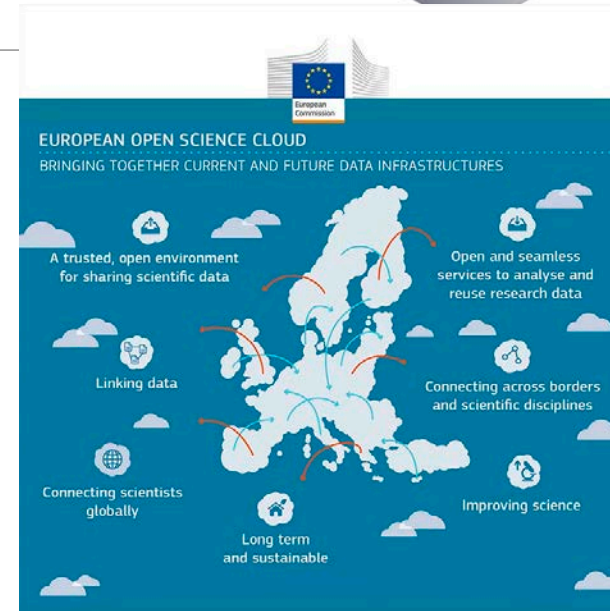 European
Commission
EUROPEAN OPEN SCIENCE CLOUD
BRINGING TOGETHER CURRENT AND FUTURE DATA INFRASTRUCTURES
A trusted, open environment
for sharing scientific data
Open and seamless
services to analyse and
reuse research data
Linking data
Connecting across borders
and scientific disciplines
Connecting scientists
globally
Improving science
Long term
and sustainable